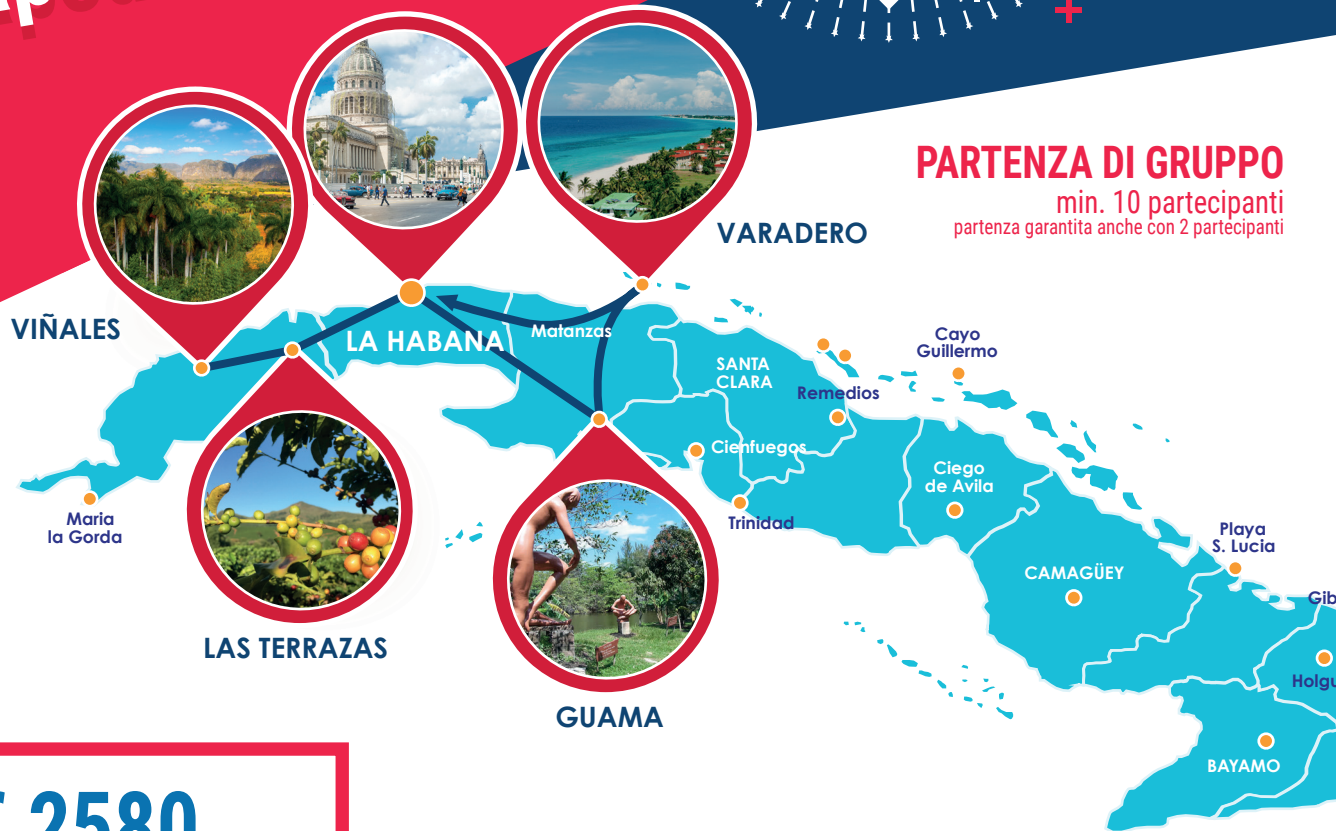 PARTENZA DI GRUPPO
min. 10 partecipanti
partenza garantita anche con 2 partecipanti
VARADERO
VIÑALES
LA HABANA
Matanzas
SANTA
CLARA
Cayo
Guillermo
Remedios
Cienfuegos
Ciego
de Avila
Maria
la Gorda
Trinidad
Playa
S. Lucia
CAMAGÜEY
LAS TERRAZAS
GUAMA
BAYAMO
2580